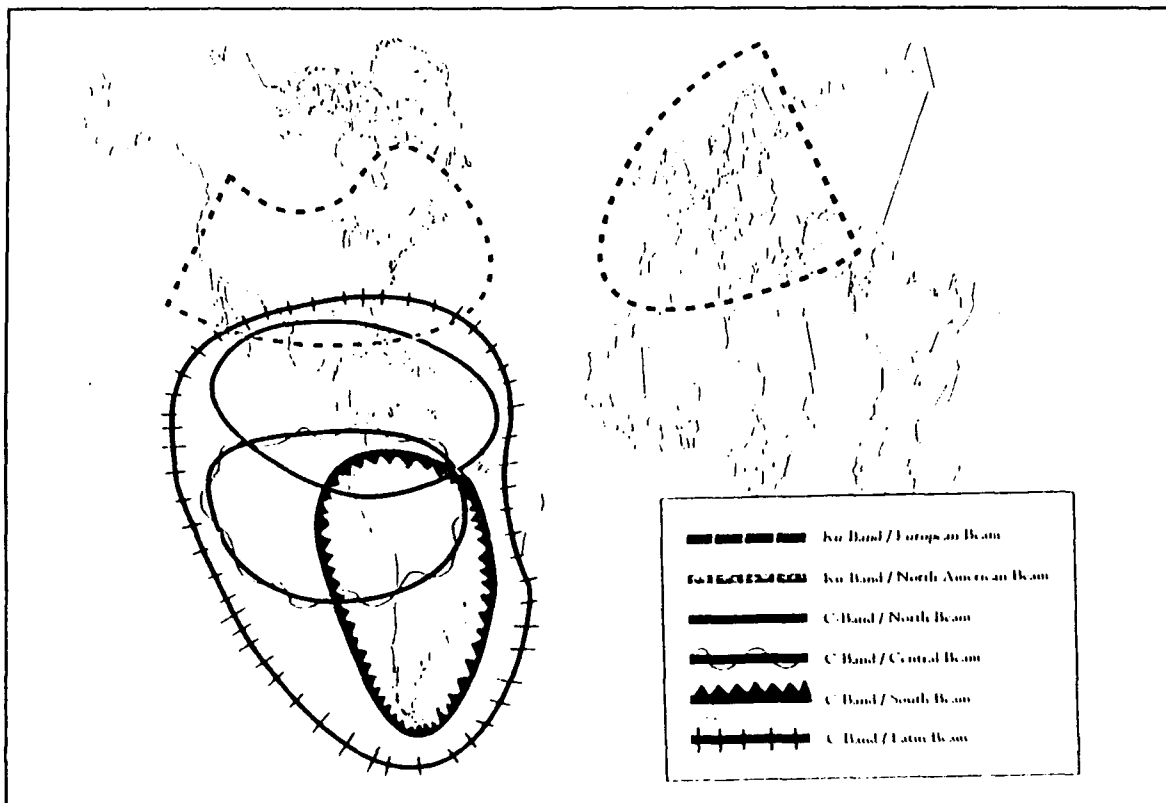 Ku-Band / European Beam
Ku-Band / North American Beam
C-Band / North Beam
C-Band / Central Beam
C-Band / South Beam
C-Band / Latin Beam